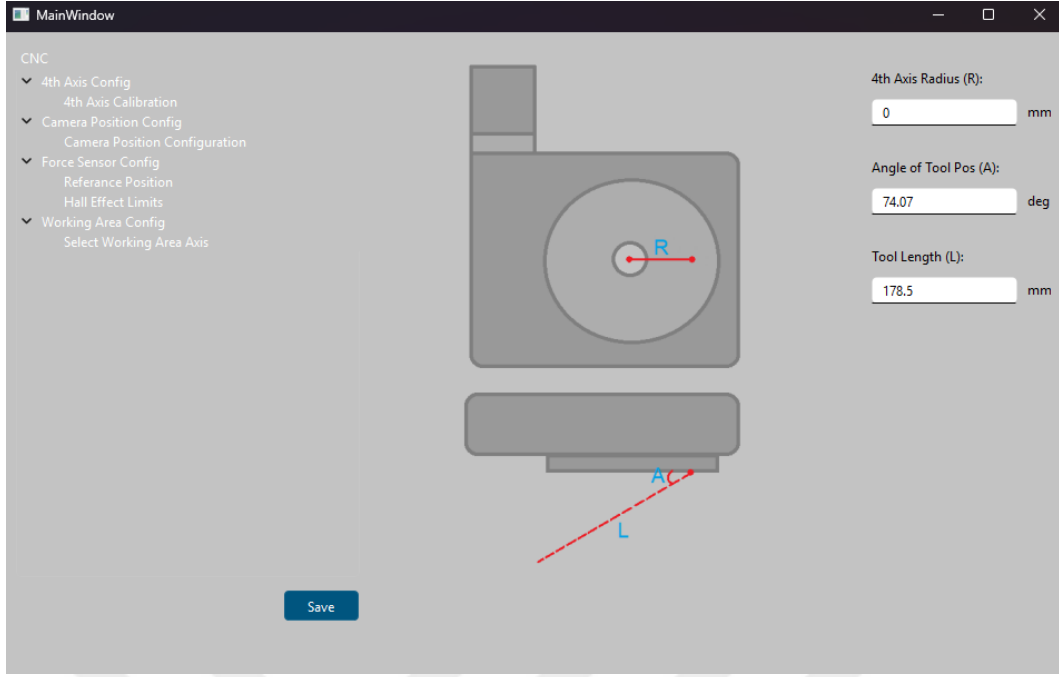 MainWindow
CNC
4th Axis Config
4th Axis Calibration
Camera Position Config
Camera Position Configuration
Force Sensor Config
Referance Position
Hall Effect Limits
Working Area Config
Select Working Area Axis
Save
R
A
L
4th Axis Radius (R):
0 mm
Angle of Tool Pos (A):
74.07 deg
Tool Length (L):
178.5 mm